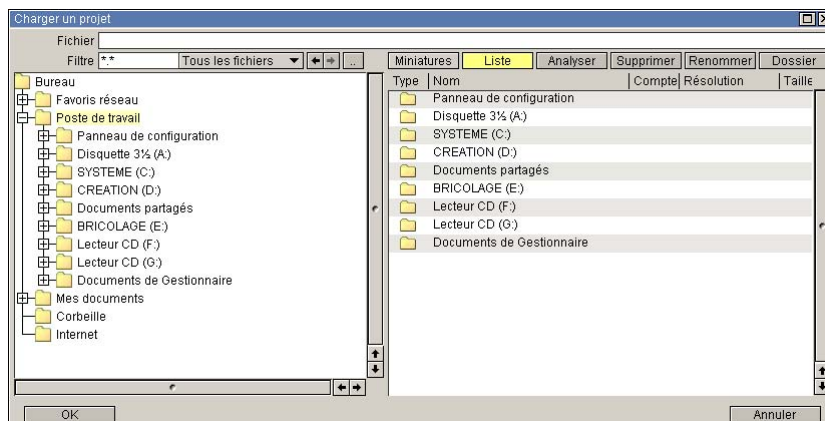 Charger un projet
Fichier
Filtre *.* Tous les fichiers ..
Miniatures Liste Analyser Supprimer Renommer Dossier
Bureau
Favoris réseau
Poste de travail
Panneau de configuration
Disquette 3½ (A:)
SYSTEME (C:)
CREATION (D:)
Documents partagés
BRICOLAGE (E:)
Lecteur CD (F:)
Lecteur CD (G:)
Documents de Gestionnaire
Mes documents
Corbeille
Internet
Type Nom Compte Résolution Taille
Panneau de configuration
Disquette 3½ (A:)
SYSTEME (C:)
CREATION (D:)
Documents partagés
BRICOLAGE (E:)
Lecteur CD (F:)
Lecteur CD (G:)
Documents de Gestionnaire
OK Annuler